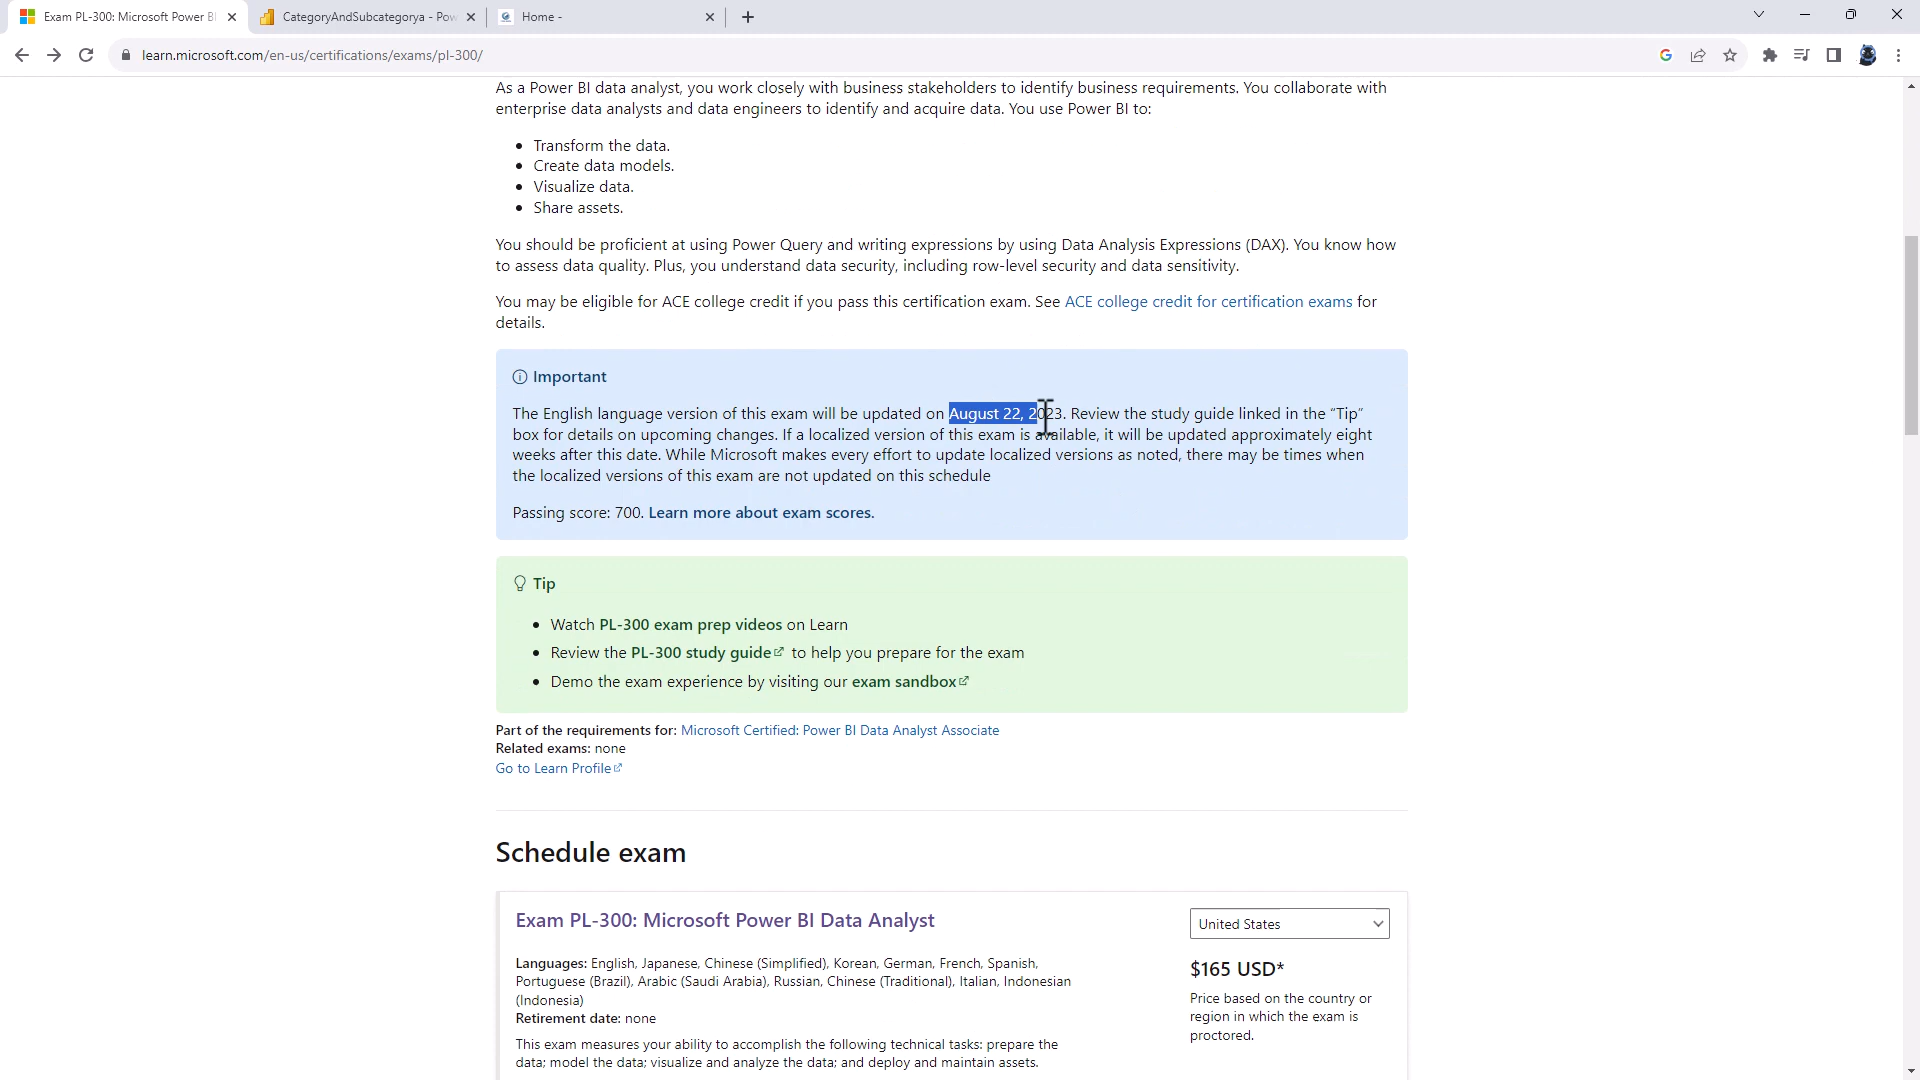 Exam PL-300: Microsoft Power BI
CategoryAndSubcategorya - Pow
Home -
learn.microsoft.com/en-us/certifications/exams/pl-300/
As a Power BI data analyst, you work closely with business stakeholders to identify business requirements. You collaborate with
enterprise data analysts and data engineers to identify and acquire data. You use Power BI to:
Transform the data.
Create data models.
Visualize data.
Share assets.
You should be proficient at using Power Query and writing expressions by using Data Analysis Expressions (DAX). You know how
to assess data quality. Plus, you understand data security, including row-level security and data sensitivity.
You may be eligible for ACE college credit if you pass this certification exam. See ACE college credit for certification exams for
details.
Important
The English language version of this exam will be updated on August 22, 2023. Review the study guide linked in the “Tip”
box for details on upcoming changes. If a localized version of this exam is available, it will be updated approximately eight
weeks after this date. While Microsoft makes every effort to update localized versions as noted, there may be times when
the localized versions of this exam are not updated on this schedule
Passing score: 700. Learn more about exam scores.
Tip
Watch PL-300 exam prep videos on Learn
Review the PL-300 study guide to help you prepare for the exam
Demo the exam experience by visiting our exam sandbox
Part of the requirements for: Microsoft Certified: Power BI Data Analyst Associate
Related exams: none
Go to Learn Profile
Schedule exam
Exam PL-300: Microsoft Power BI Data Analyst
United States
Languages: English, Japanese, Chinese (Simplified), Korean, German, French, Spanish,
Portuguese (Brazil), Arabic (Saudi Arabia), Russian, Chinese (Traditional), Italian, Indonesian
(Indonesia)
Retirement date: none
This exam measures your ability to accomplish the following technical tasks: prepare the
data; model the data; visualize and analyze the data; and deploy and maintain assets.
$165 USD*
Price based on the country or
region in which the exam is
proctored.